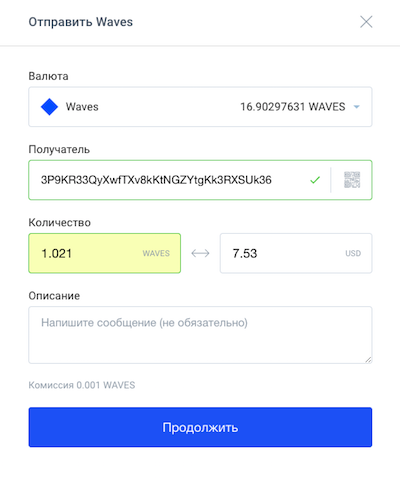 Отправить Waves
Валюта
Waves 16.90297631 WAVES
Получатель
3P9KR33QyXwfTXv8kKtNGZYtgKk3RXSUk36
Количество
1.021 WAVES 7.53 USD
Описание
Напишите сообщение (не обязательно)
Комиссия 0.001 WAVES
Продолжить